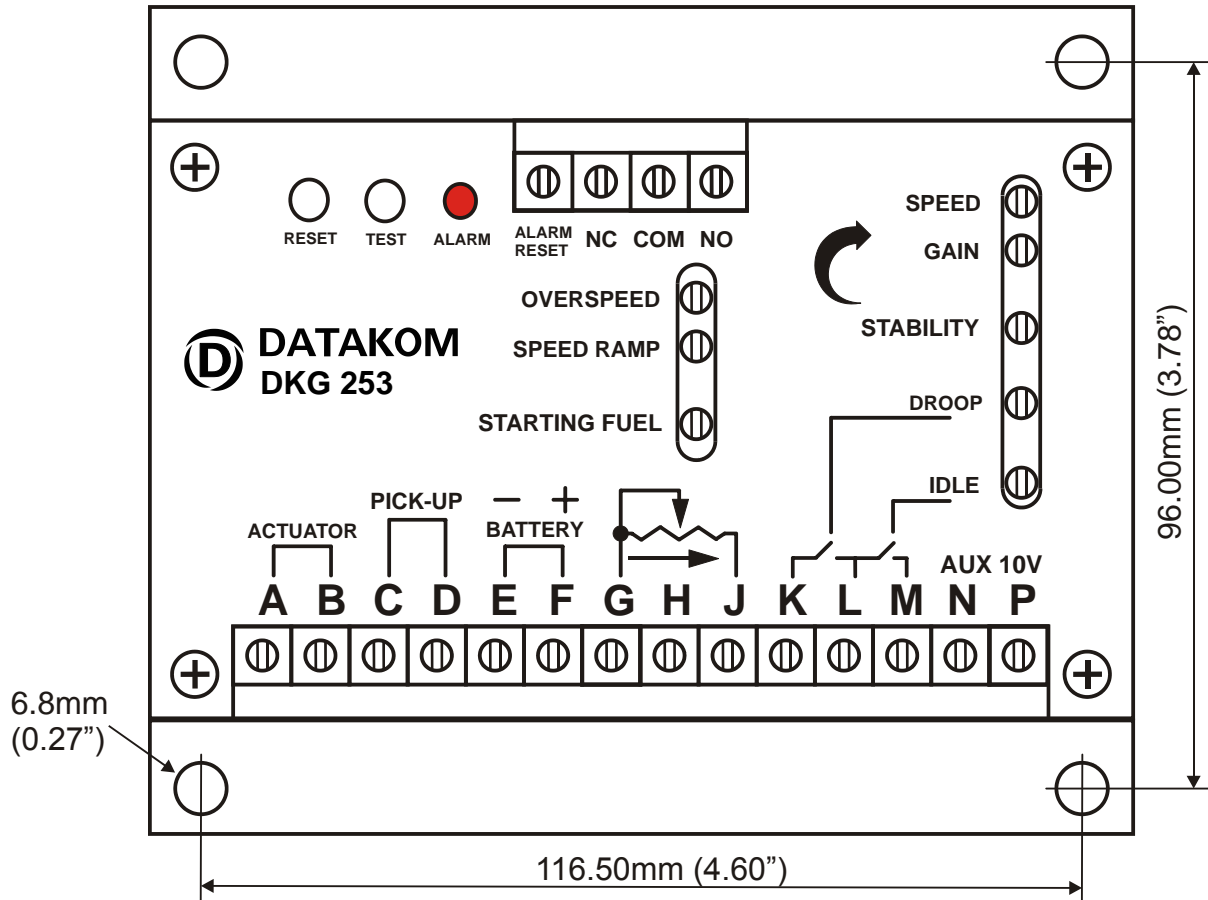 RESET
TEST
ALARM
ALARM
RESET
NC
COM
NO
SPEED
GAIN
OVERSPEED
STABILITY
SPEED RAMP
D DATAKOM
DKG 253
DROOP
STARTING FUEL
IDLE
PICK-UP
− +
ACTUATOR
BATTERY
AUX 10V
A B C D E F G H J K L M N P
6.8mm
(0.27”)
96.00mm (3.78”)
116.50mm (4.60”)